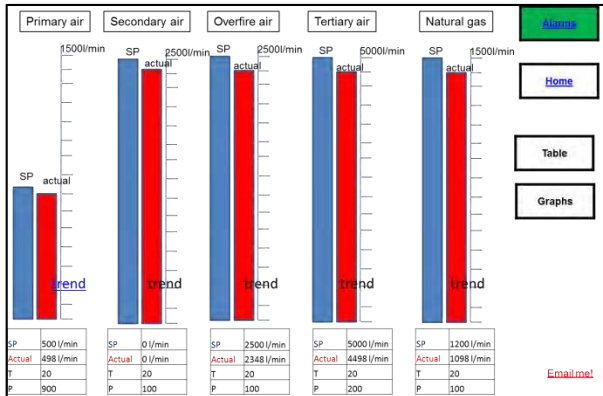 Primary air
Secondary air
Overfire air
Tertiary air
Natural gas
Alarms
1500l/min
SP
2500l/min
SP
2500l/min
SP
5000l/min
SP
1500l/min
actual
actual
actual
actual
Home
Table
SP
actual
Graphs
trend
trend
trend
trend
trend
SP 500 l/min
Actual 498 l/min
T 20
P 900
SP 0 l/min
Actual 0 l/min
T 20
P 100
SP 2500 l/min
Actual 2348 l/min
T 20
P 100
SP 5000 l/min
Actual 4498 l/min
T 20
P 200
SP 1200 l/min
Actual 1098 l/min
T 20
P 100
Email me!